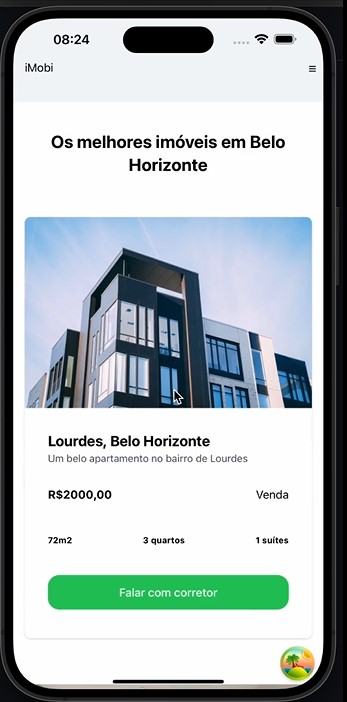 08:24
iMobi
Os melhores imóveis em Belo
Horizonte
Lourdes, Belo Horizonte
Um belo apartamento no bairro de Lourdes
R$2000,00 Venda
72m2 3 quartos 1 suítes
Falar com corretor